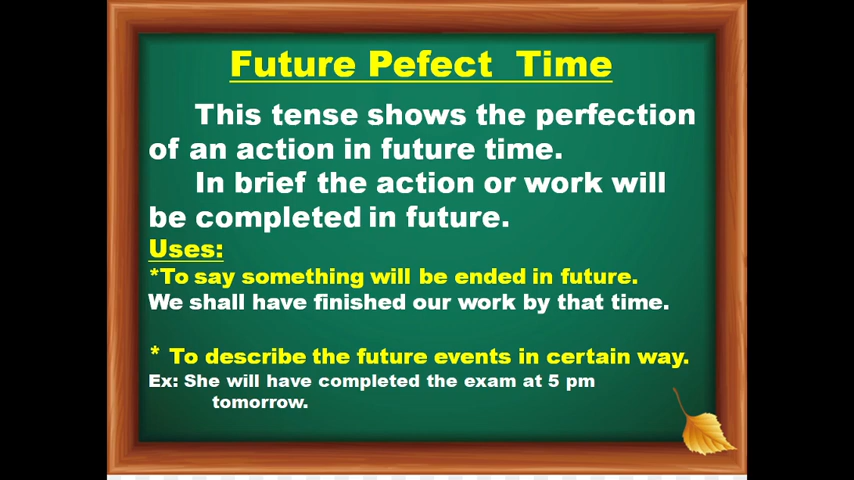 Future Pefect Time
This tense shows the perfection
of an action in future time.
In brief the action or work will
be completed in future.
Uses:
*To say something will be ended in future.
We shall have finished our work by that time.
* To describe the future events in certain way.
Ex: She will have completed the exam at 5 pm
tomorrow.